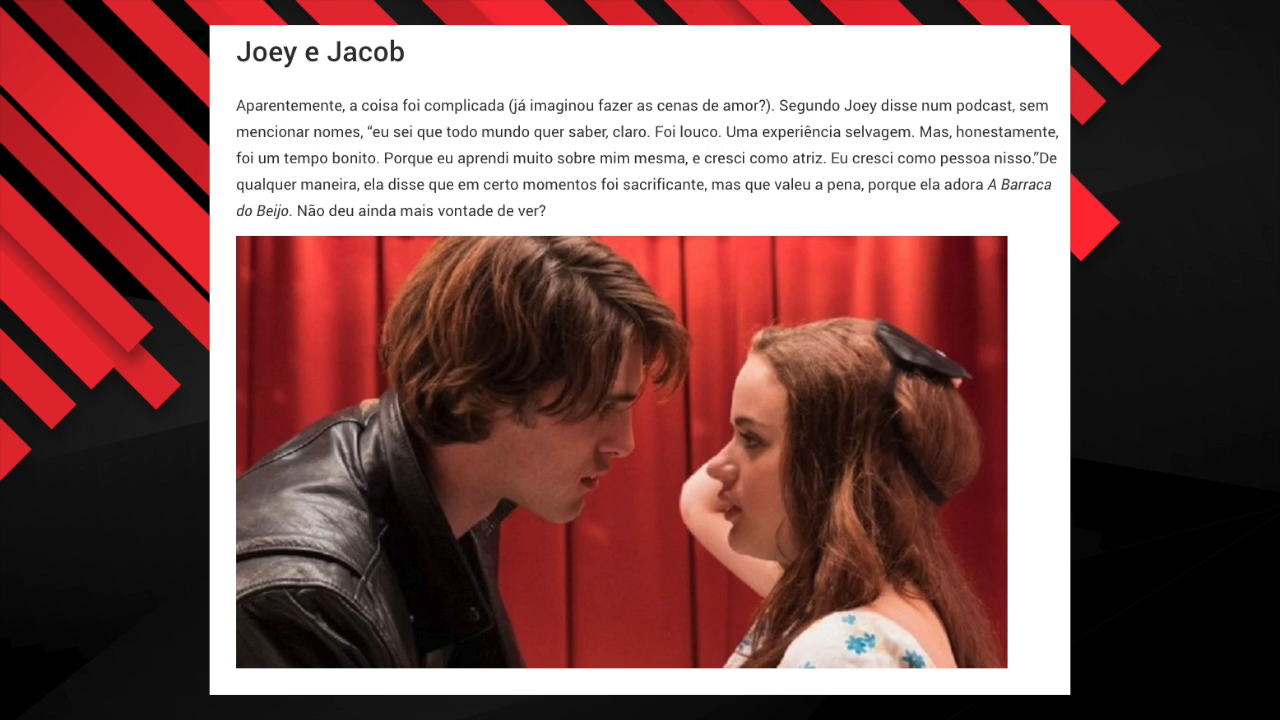 Joey e Jacob
Aparentemente, a coisa foi complicada (já imaginou fazer as cenas de amor?). Segundo Joey disse num podcast, sem
mencionar nomes, “eu sei que todo mundo quer saber, claro. Foi louco. Uma experiência selvagem. Mas, honestamente,
foi um tempo bonito. Porque eu aprendi muito sobre mim mesma, e cresci como atriz. Eu cresci como pessoa nisso.”De
qualquer maneira, ela disse que em certo momentos foi sacrificante, mas que valeu a pena, porque ela adora A Barraca
do Beijo. Não deu ainda mais vontade de ver?